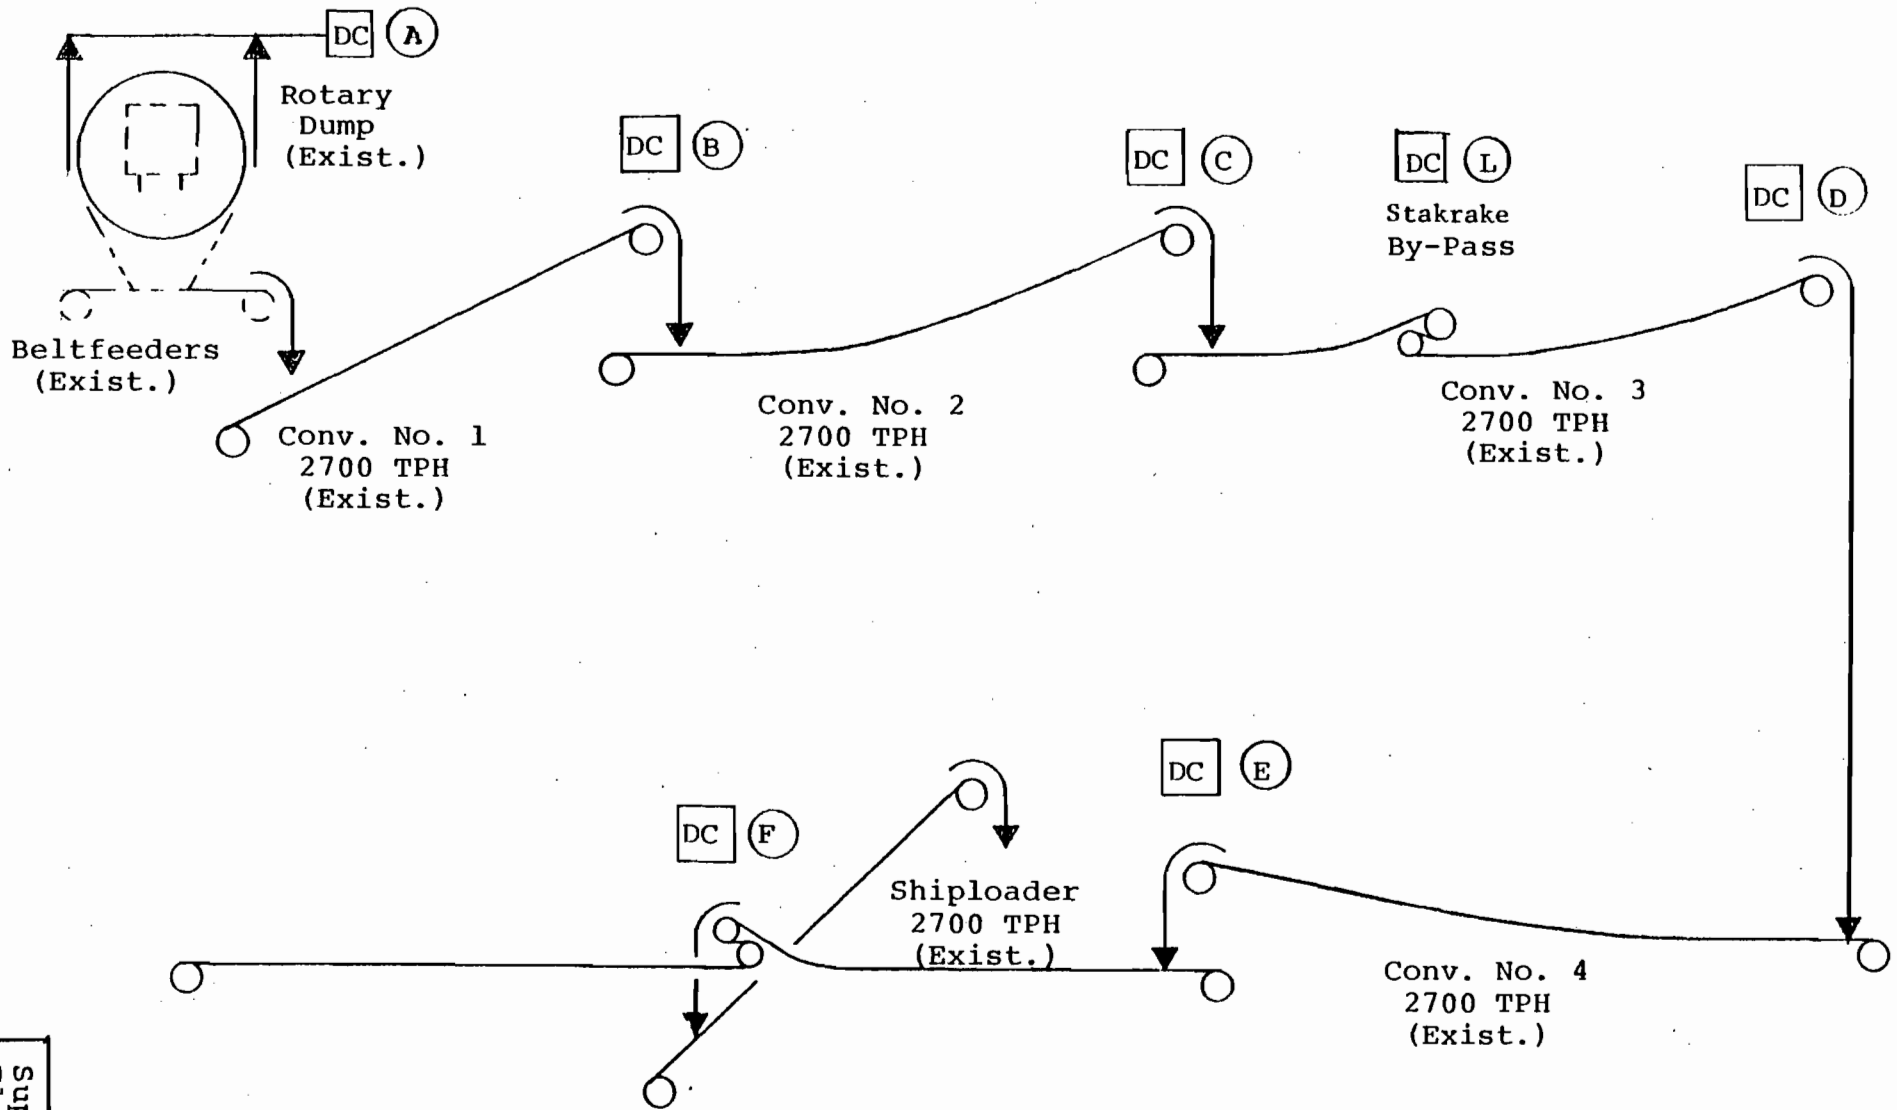 DC A
Rotary
Dump
(Exist.)
DC B
DC C
DC L
Stakrake
By-Pass
DC D
Beltfeeders
(Exist.)
Conv. No. 1
2700 TPH
(Exist.)
Conv. No. 2
2700 TPH
(Exist.)
Conv. No. 3
2700 TPH
(Exist.)
DC E
DC F
Shiploader
2700 TPH
(Exist.)
Conv. No. 4
2700 TPH
(Exist.)